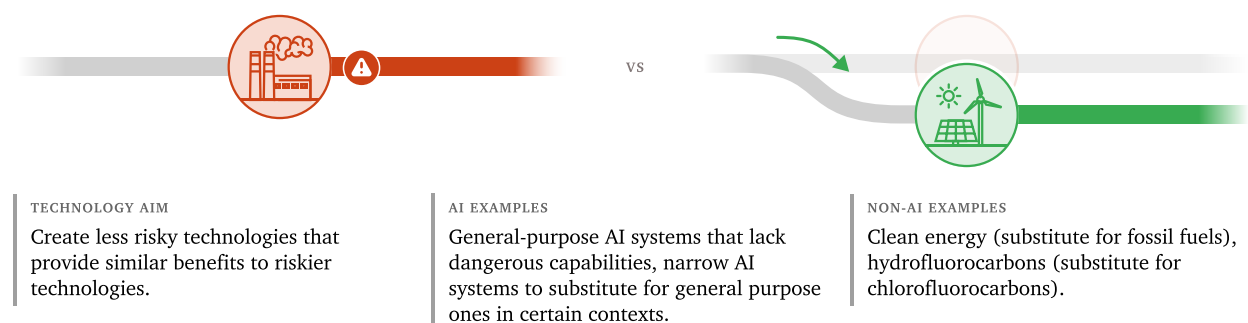 VS
TECHNOLOGY AIM
Create less risky technologies that
provide similar benefits to riskier
technologies.
AI EXAMPLES
General-purpose AI systems that lack
dangerous capabilities, narrow AI
systems to substitute for general purpose
ones in certain contexts.
NON-AI EXAMPLES
Clean energy (substitute for fossil fuels),
hydrofluorocarbons (substitute for
chlorofluorocarbons).